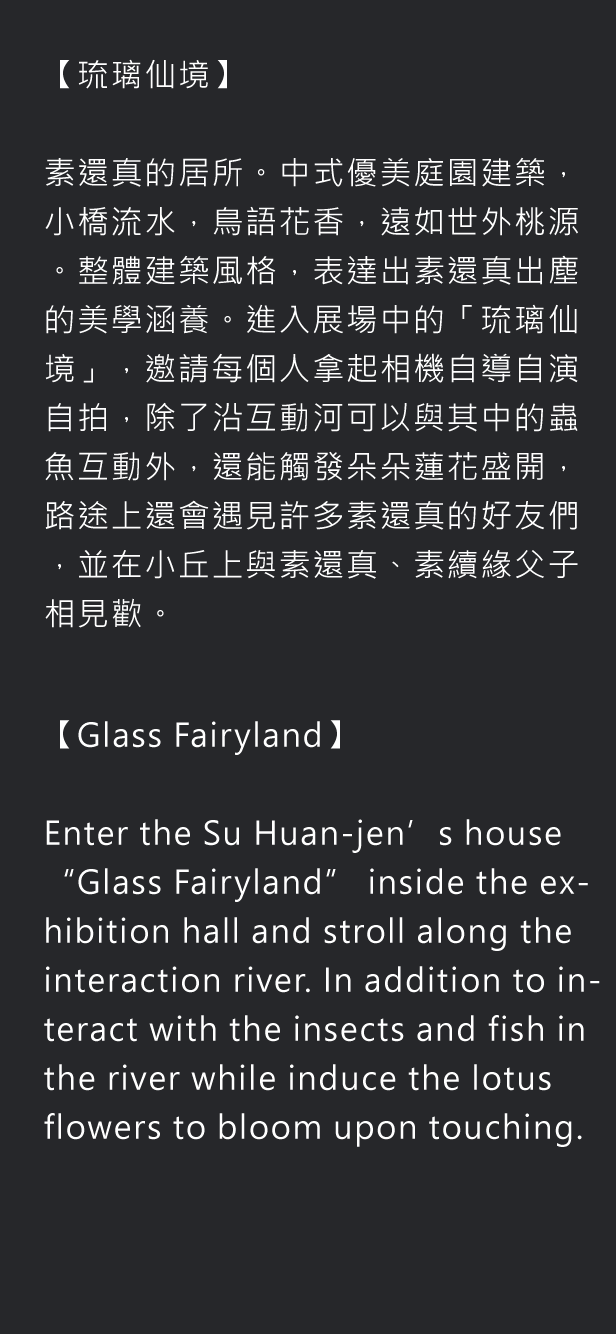 【琉璃仙境】
素還真的居所。中式優美庭園建築，
小橋流水，鳥語花香，遠如世外桃源
。整體建築風格，表達出素還真出塵
的美學涵養。進入展場中的「琉璃仙
境」，邀請每個人拿起相機自導自演
自拍，除了沿互動河可以與其中的蟲
魚互動外，還能觸發朵朵蓮花盛開，
路途上還會遇見許多素還真的好友們
，並在小丘上與素還真、素續緣父子
相見歡。
【Glass Fairyland】
Enter the Su Huan-jen’s house
“Glass Fairyland” inside the ex-
hibition hall and stroll along the
interaction river. In addition to in-
teract with the insects and fish in
the river while induce the lotus
flowers to bloom upon touching.